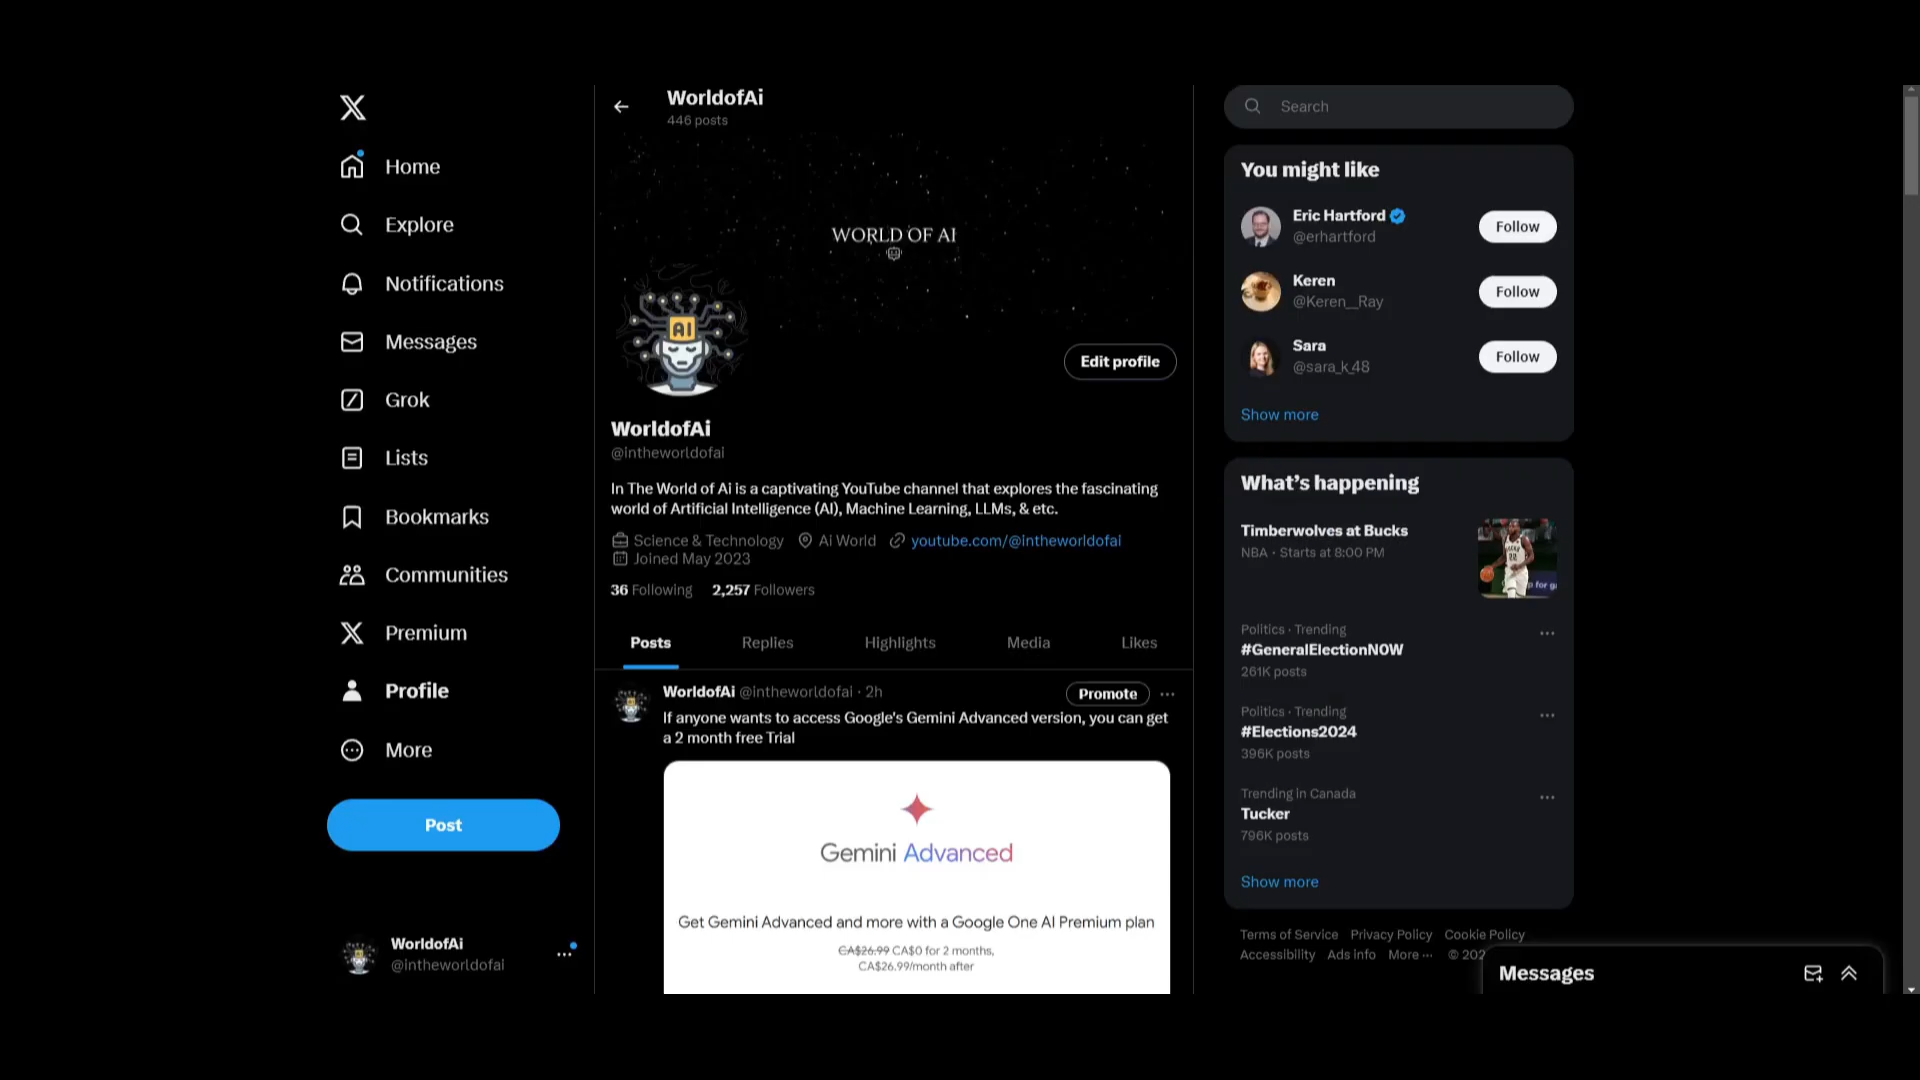 Home
Explore
Notifications
Messages
Grok
Lists
Bookmarks
Communities
Premium
Profile
More
Post
WorldofAi
@intheworldofai
WorldofAi
446 posts
WORLD OF AI
AI
Edit profile
WorldofAi
@intheworldofai
In The World of Ai is a captivating YouTube channel that explores the fascinating
world of Artificial Intelligence (AI), Machine Learning, LLMs, & etc.
Science & Technology Ai World youtube.com/@intheworldofai
Joined May 2023
36 Following 2,257 Followers
Posts Replies Highlights Media Likes
WorldofAi @intheworldofai · 2h Promote
If anyone wants to access Google's Gemini Advanced version, you can get
a 2 month free Trial
Gemini Advanced
Get Gemini Advanced and more with a Google One AI Premium plan
CA$26.99 CA$0 for 2 months,
CA$26.99/month after
Search
You might like
Eric Hartford
@erhartford
Follow
Keren
@Keren__Ray
Follow
Sara
@sara_k_48
Follow
Show more
What's happening
Timberwolves at Bucks
NBA · Starts at 8:00 PM
Politics · Trending
#GeneralElectionN0W
261K posts
Politics · Trending
#Elections2024
396K posts
Trending in Canada
Tucker
796K posts
Show more
Terms of Service Privacy Policy Cookie Policy
Accessibility Ads info More ··· © 202
Messages